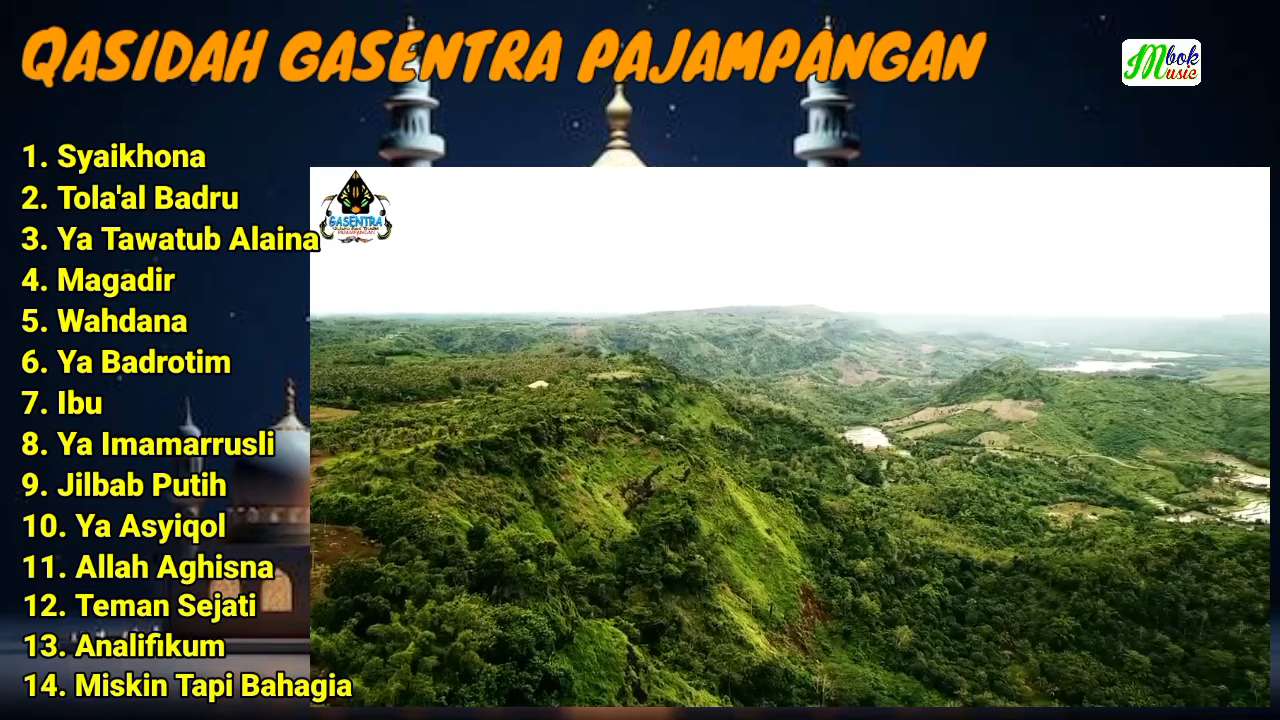 QASIDAH GASENTRA PAJAMPANGAN
Mbok
Music
1. Syaikhona
2. Tola'al Badru
3. Ya Tawatub Alaina
4. Magadir
5. Wahdana
6. Ya Badrotim
7. Ibu
8. Ya Imamarrusli
9. Jilbab Putih
10. Ya Asyiqol
11. Allah Aghisna
12. Teman Sejati
13. Analifikum
14. Miskin Tapi Bahagia
GASENTRA
PAJAMPANGAN